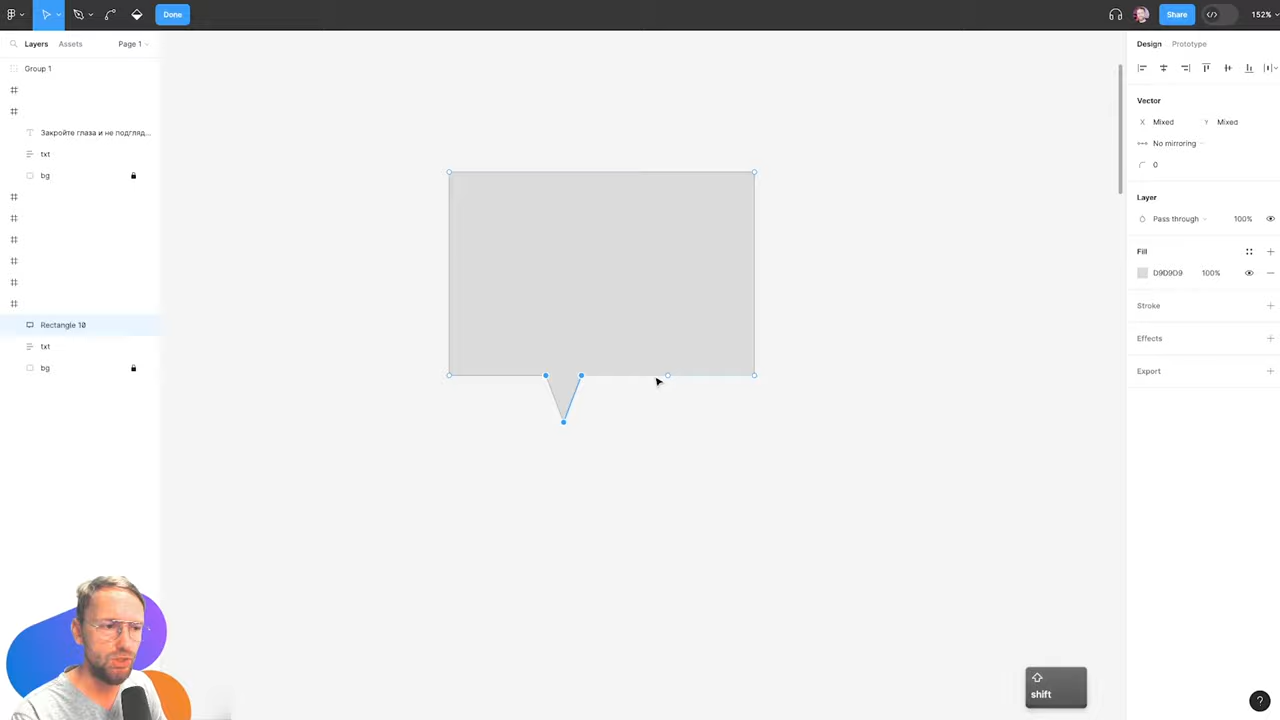 Done
Share
152%
Layers
Assets
Page 1
Design
Prototype
Group 1
Закройте глаза и не подгляд...
txt
bg
Rectangle 10
txt
bg
Vector
X Mixed
Y Mixed
No mirroring
0
Layer
Pass through
100%
Fill
D9D9D9
100%
Stroke
Effects
Export
shift
?